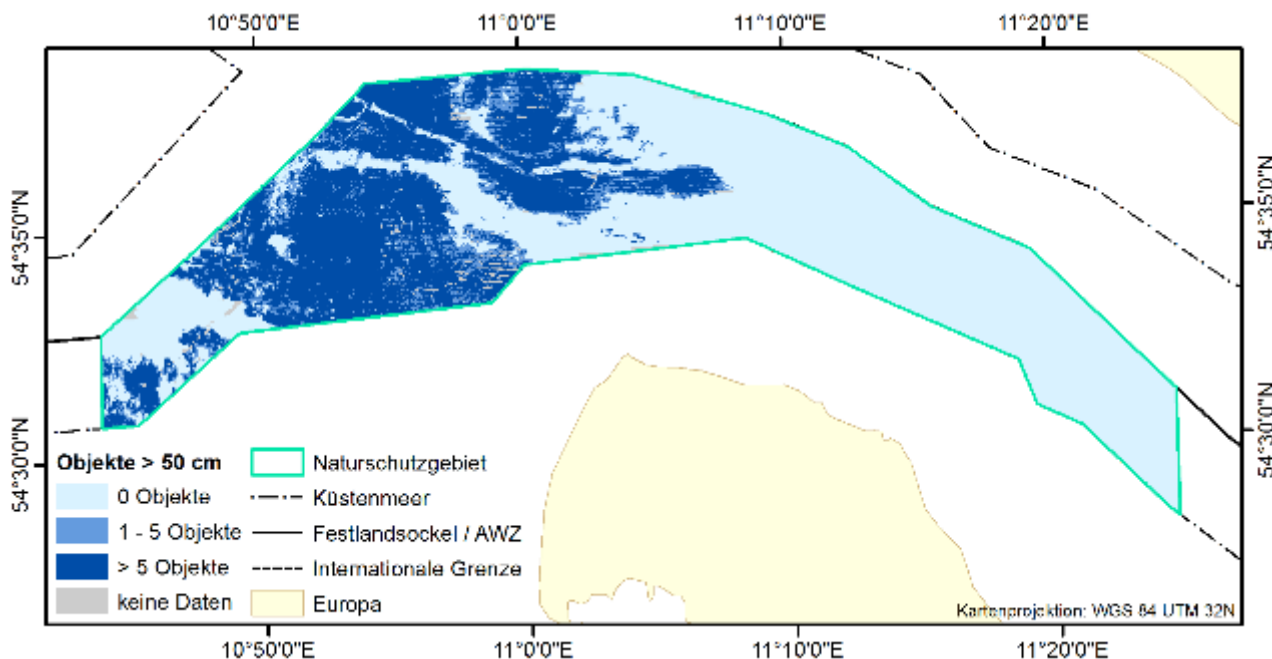 10°50'0"E 11°0'0"E 11°10'0"E 11°20'0"E
54°35'0"N
54°35'0"N
54°30'0"N
54°30'0"N
Objekte > 50 cm
0 Objekte
1 - 5 Objekte
> 5 Objekte
keine Daten
Naturschutzgebiet
Küstenmeer
Festlandsockel / AWZ
Internationale Grenze
Europa
Kartenprojektion: WGS 84 UTM 32N
10°50'0"E 11°0'0"E 11°10'0"E 11°20'0"E